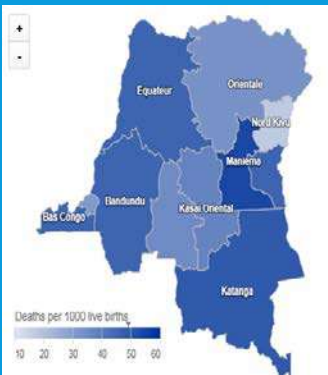 +
-
Equateur
Orientale
Nord Kivu
Maniema
Bandundu
Kasai Oriental
Bas Congo
Katanga
Deaths per 1000 live births
10 20 30 40 50 60